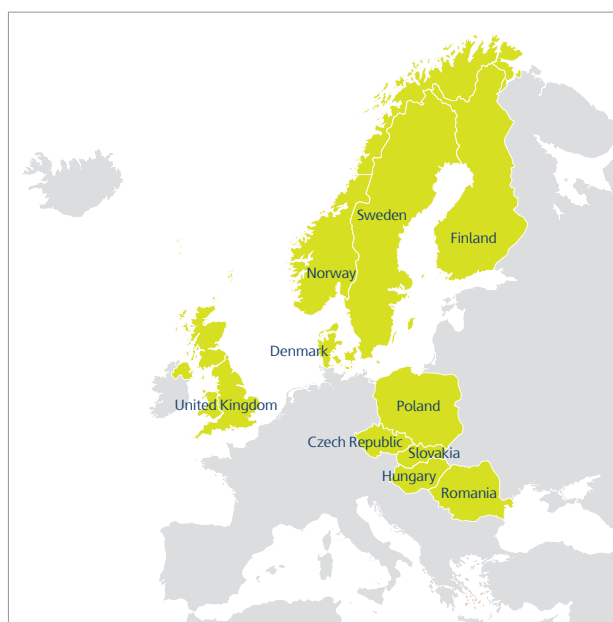 Sweden
Finland
Norway
Denmark
United Kingdom
Poland
Czech Republic
Slovakia
Hungary
Romania